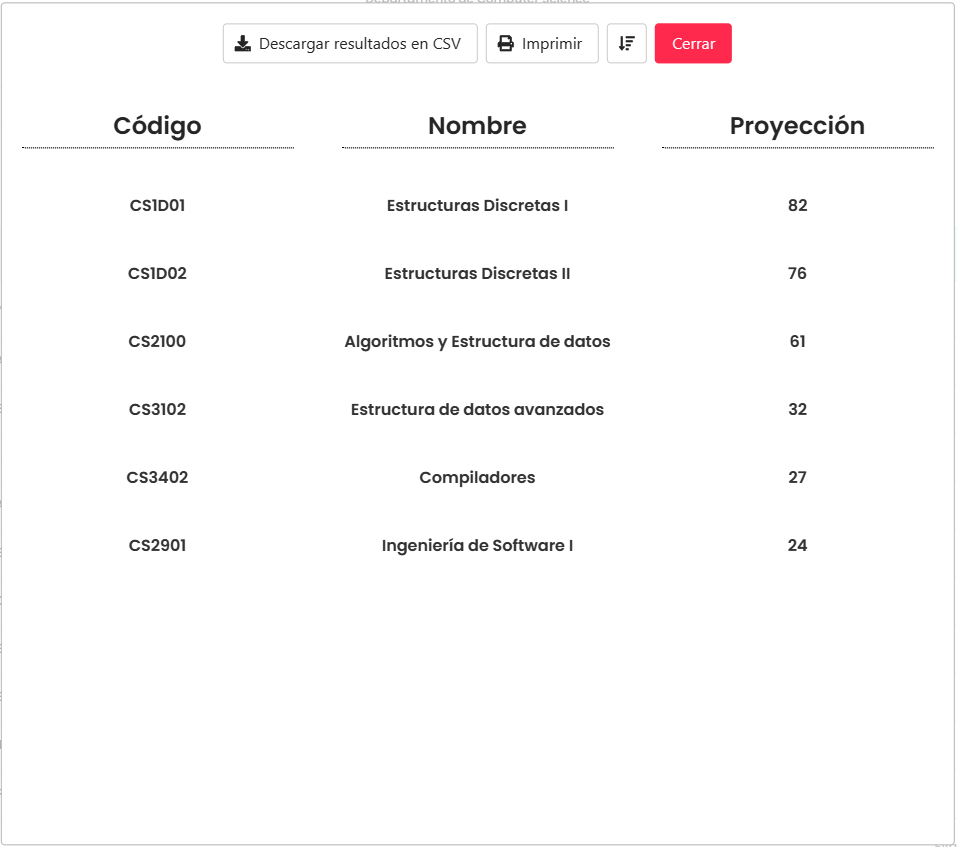 Descargar resultados en CSV Imprimir Cerrar
Código Nombre Proyección
CS1D01 Estructuras Discretas I 82
CS1D02 Estructuras Discretas II 76
CS2100 Algoritmos y Estructura de datos 61
CS3102 Estructura de datos avanzados 32
CS3402 Compiladores 27
CS2901 Ingeniería de Software I 24